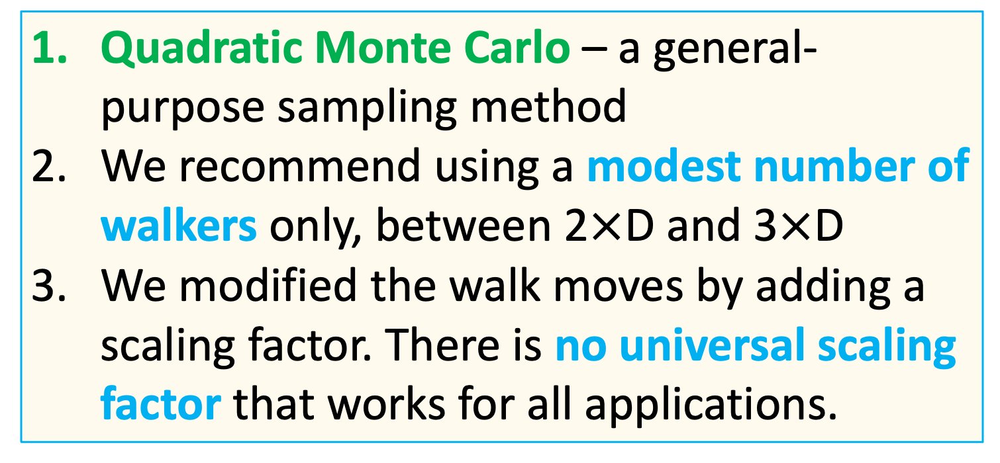 1. Quadratic Monte Carlo – a general-
purpose sampling method
2. We recommend using a modest number of
walkers only, between 2×D and 3×D
3. We modified the walk moves by adding a
scaling factor. There is no universal scaling
factor that works for all applications.